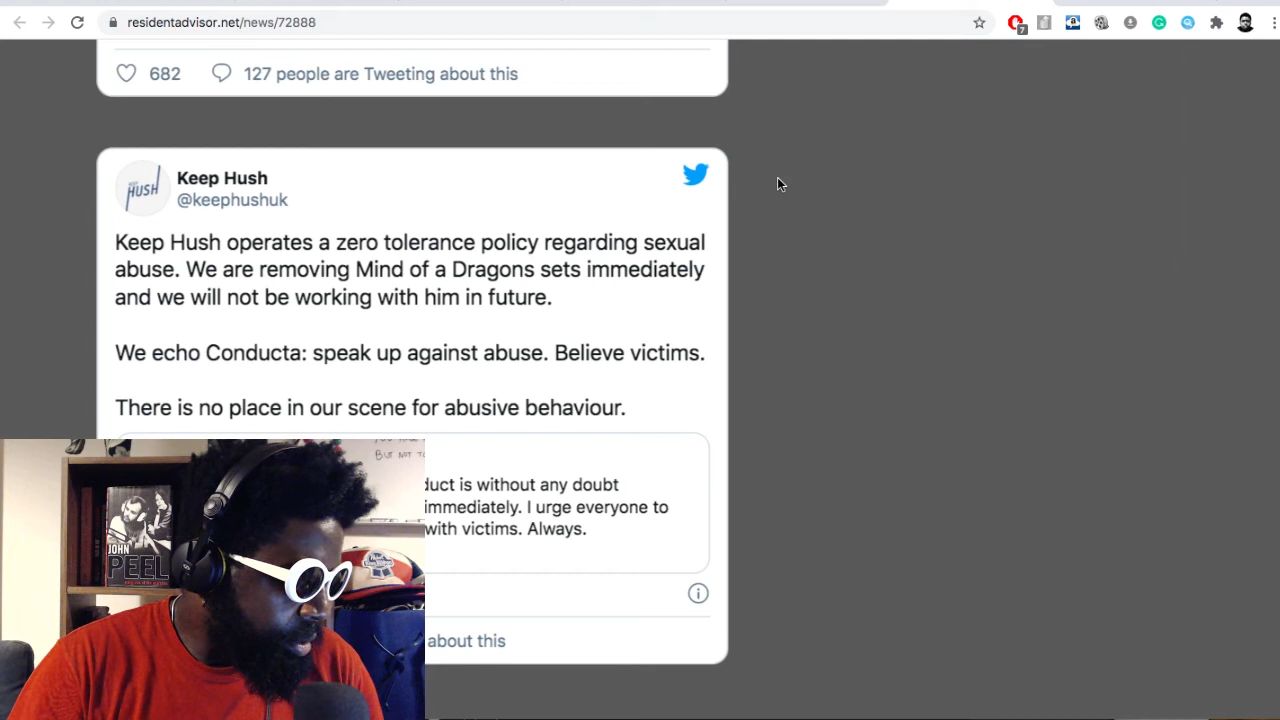 residentadvisor.net/news/72888
7
682 127 people are Tweeting about this
HUSH
Keep Hush
@keephushuk
Keep Hush operates a zero tolerance policy regarding sexual
abuse. We are removing Mind of a Dragons sets immediately
and we will not be working with him in future.
We echo Conducta: speak up against abuse. Believe victims.
There is no place in our scene for abusive behaviour.
duct is without any doubt
immediately. I urge everyone to
with victims. Always.
about this
BUT NOT
JOHN
PEEL